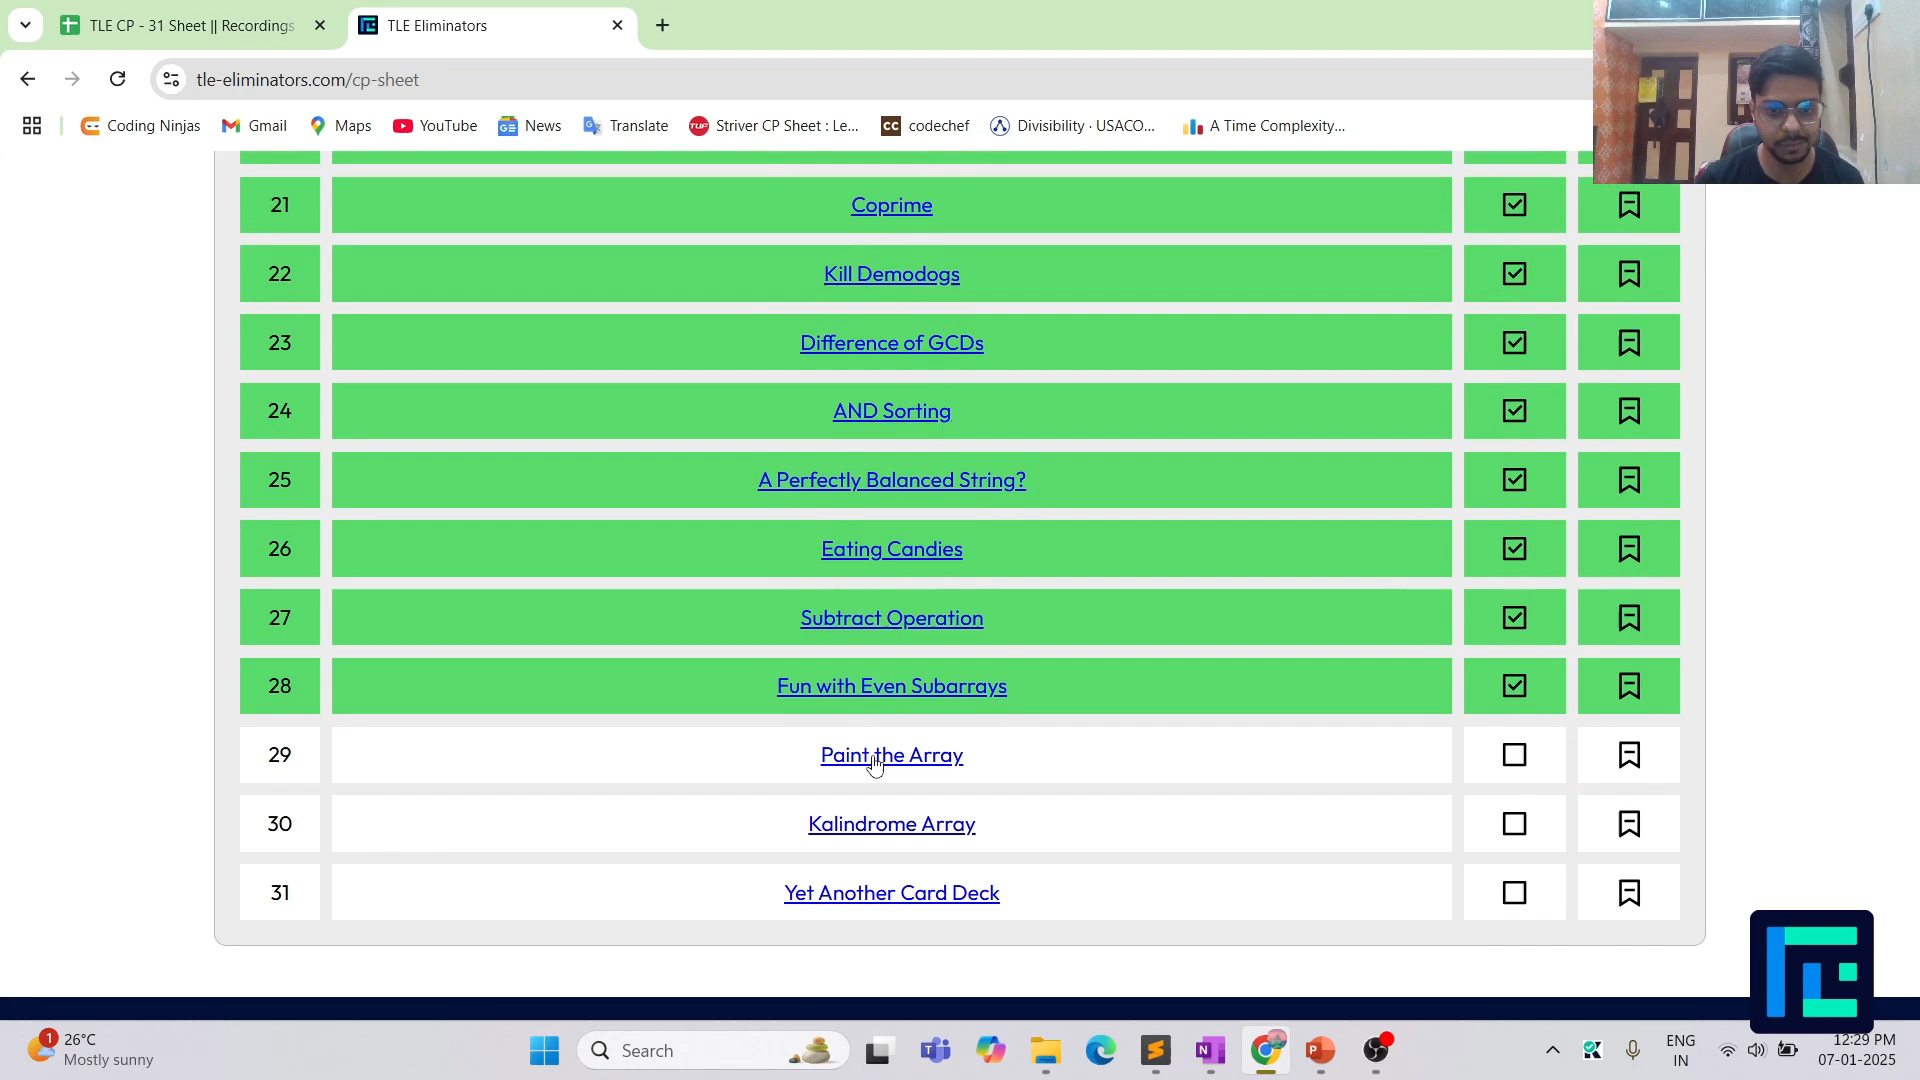 TLE CP - 31 Sheet || Recordings
TLE Eliminators
tle-eliminators.com/cp-sheet
Coding Ninjas
Gmail
Maps
YouTube
News
Translate
Striver CP Sheet : Le...
codechef
Divisibility · USACO...
A Time Complexity...
21 Coprime
22 Kill Demodogs
23 Difference of GCDs
24 AND Sorting
25 A Perfectly Balanced String?
26 Eating Candies
27 Subtract Operation
28 Fun with Even Subarrays
29 Paint the Array
30 Kalindrome Array
31 Yet Another Card Deck
1
26°C
Mostly sunny
Search
ENG
IN
12:29 PM
07-01-2025